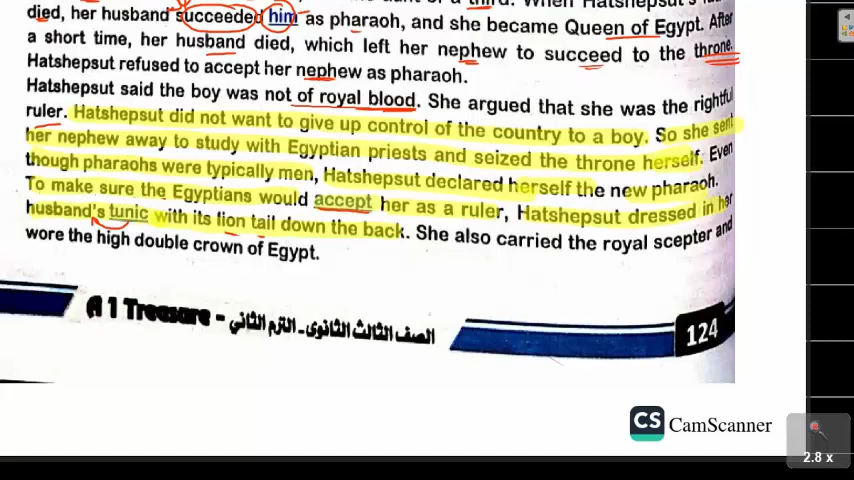 died, her husband succeeded him as pharaoh, and she became Queen of Egypt. After
a short time, her husband died, which left her nephew to succeed to the throne.
Hatshepsut refused to accept her nephew as pharaoh.
Hatshepsut said the boy was not of royal blood. She argued that she was the rightful
ruler. Hatshepsut did not want to give up control of the country to a boy. So she sent
her nephew away to study with Egyptian priests and seized the throne herself. Even
though pharaohs were typically men, Hatshepsut declared herself the new pharaoh.
To make sure the Egyptians would accept her as a ruler, Hatshepsut dressed in her
husband's tunic with its lion tail down the back. She also carried the royal scepter and
wore the high double crown of Egypt.
A 1 Treasare - الصف الثالث الثانوى - الترم الثاني
124
CS CamScanner
2.8 x